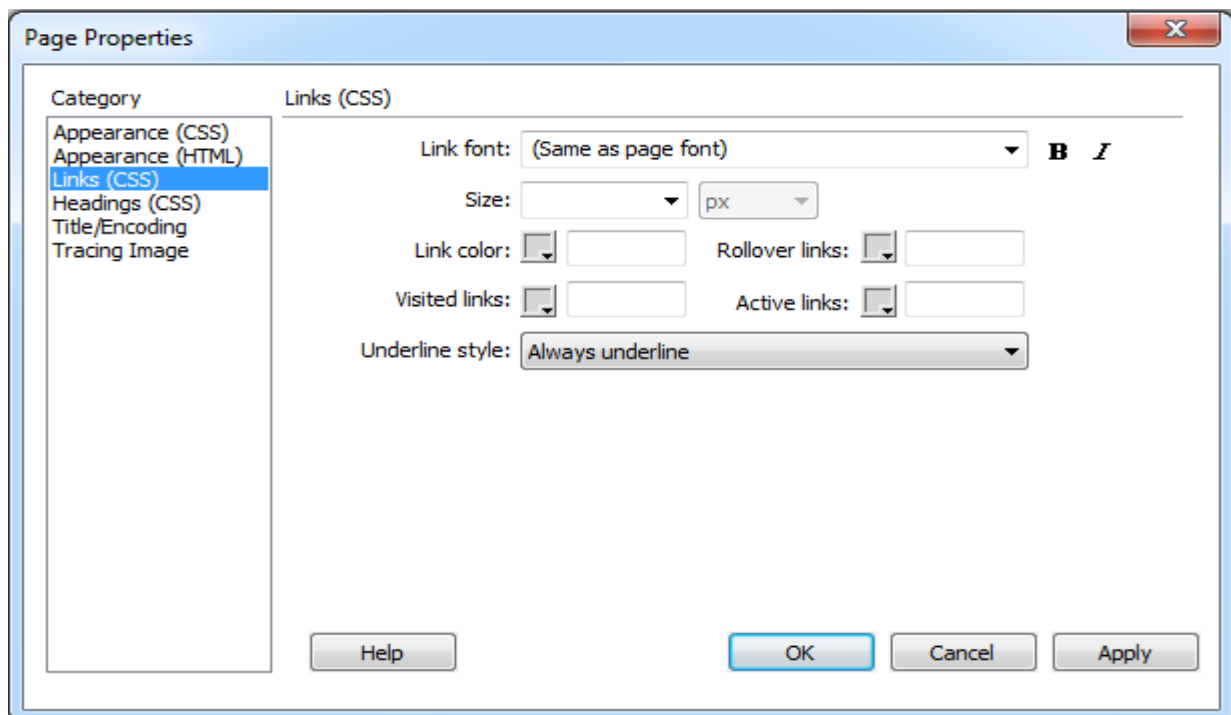 Page Properties
Category
Links (CSS)
Appearance (CSS)
Appearance (HTML)
Links (CSS)
Headings (CSS)
Title/Encoding
Tracing Image
Link font: (Same as page font) B I
Size: px
Link color: Rollover links:
Visited links: Active links:
Underline style: Always underline
Help OK Cancel Apply